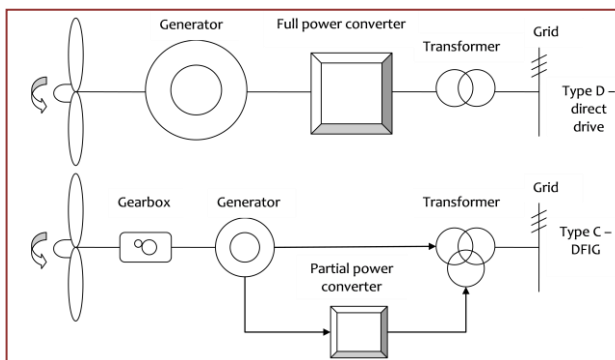 Generator
Full power converter
Transformer
Grid
Type D –
direct
drive
Gearbox
Generator
Transformer
Grid
Type C –
DFIG
Partial power
converter